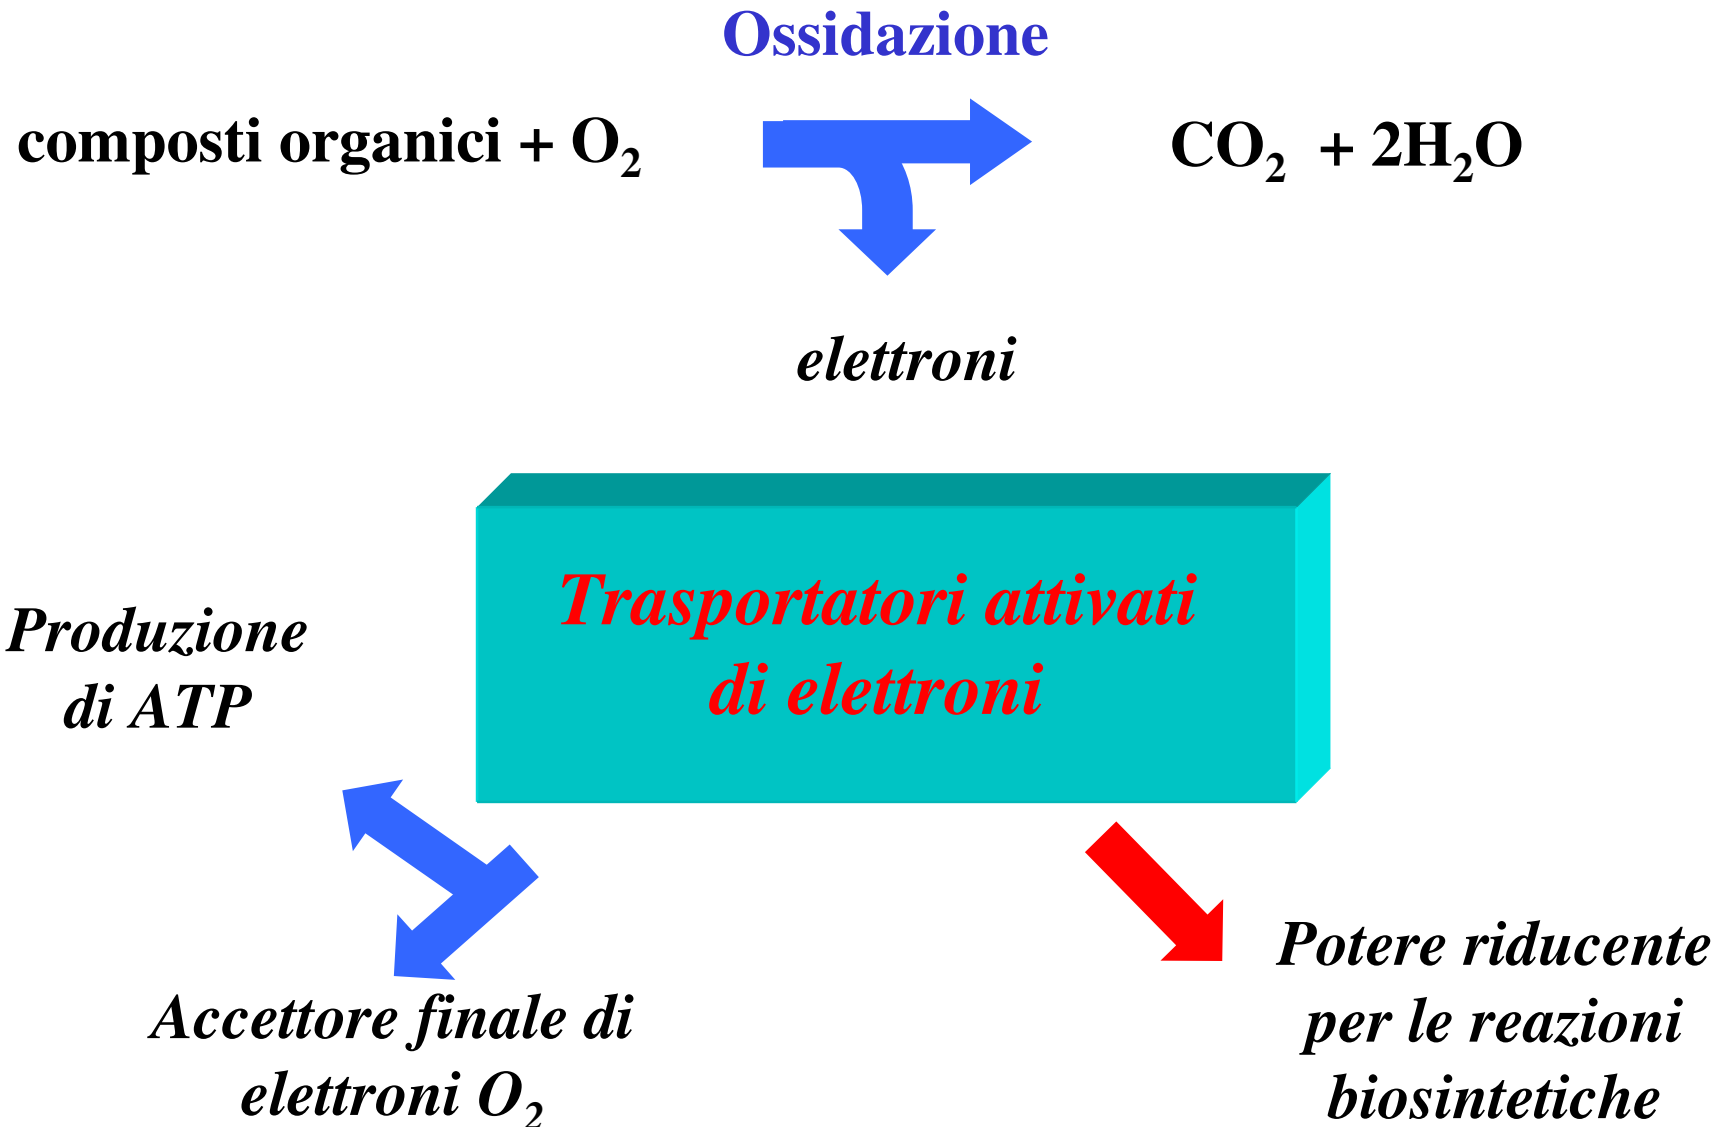 Ossidazione
composti organici + O₂
CO₂ + 2H₂O
elettroni
Trasportatori attivati
di elettroni
Produzione
di ATP
Accettore finale di
elettroni O₂
Potere riducente
per le reazioni
biosintetiche